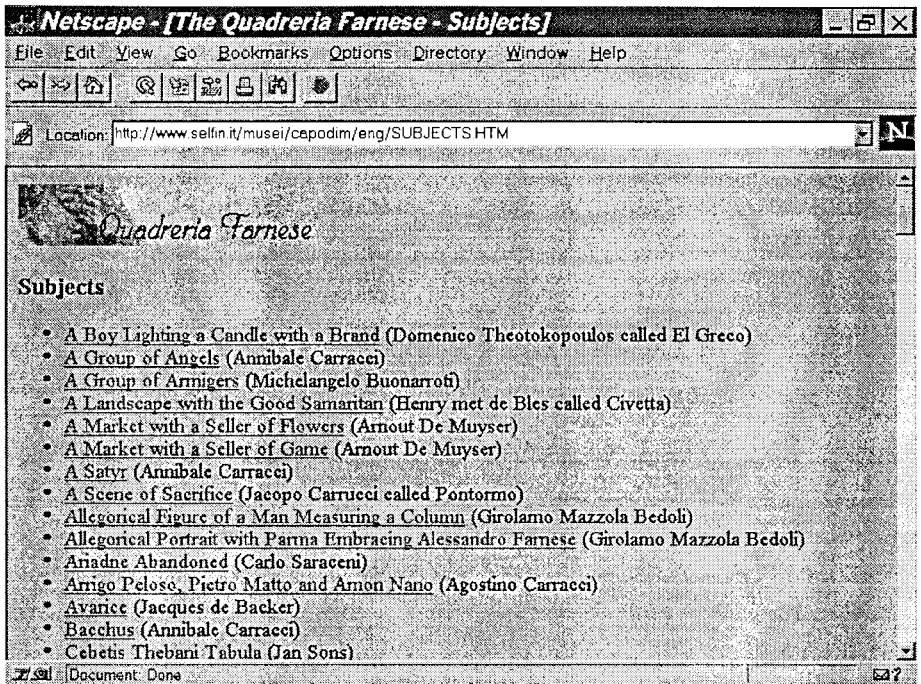 Netscape - [The Quadreria Farnese - Subjects]
File Edit View Go Bookmarks Options Directory Window Help
Location: http://www.selfin.it/musei/capodim/eng/SUBJECTS.HTM
N
Quadreria Farnese
Subjects
• A Boy Lighting a Candle with a Brand (Domenico Theotokopoulos called El Greco)
• A Group of Angels (Annibale Carracci)
• A Group of Armigers (Michelangelo Buonarroti)
• A Landscape with the Good Samaritan (Henry met de Bles called Civetta)
• A Market with a Seller of Flowers (Arnout De Muyser)
• A Market with a Seller of Game (Arnout De Muyser)
• A Satyr (Annibale Carracci)
• A Scene of Sacrifice (Jacopo Carrucci called Pontormo)
• Allegorical Figure of a Man Measuring a Column (Girolamo Mazzola Bedoli)
• Allegorical Portrait with Parma Embracing Alessandro Farnese (Girolamo Mazzola Bedoli)
• Ariadne Abandoned (Carlo Saraceni)
• Arrigo Peloso, Pietro Matto and Amon Nano (Agostino Carracci)
• Avarice (Jacques de Backer)
• Bacchus (Annibale Carracci)
• Cebetis Thebani Tabula (Jan Sons)
Document: Done